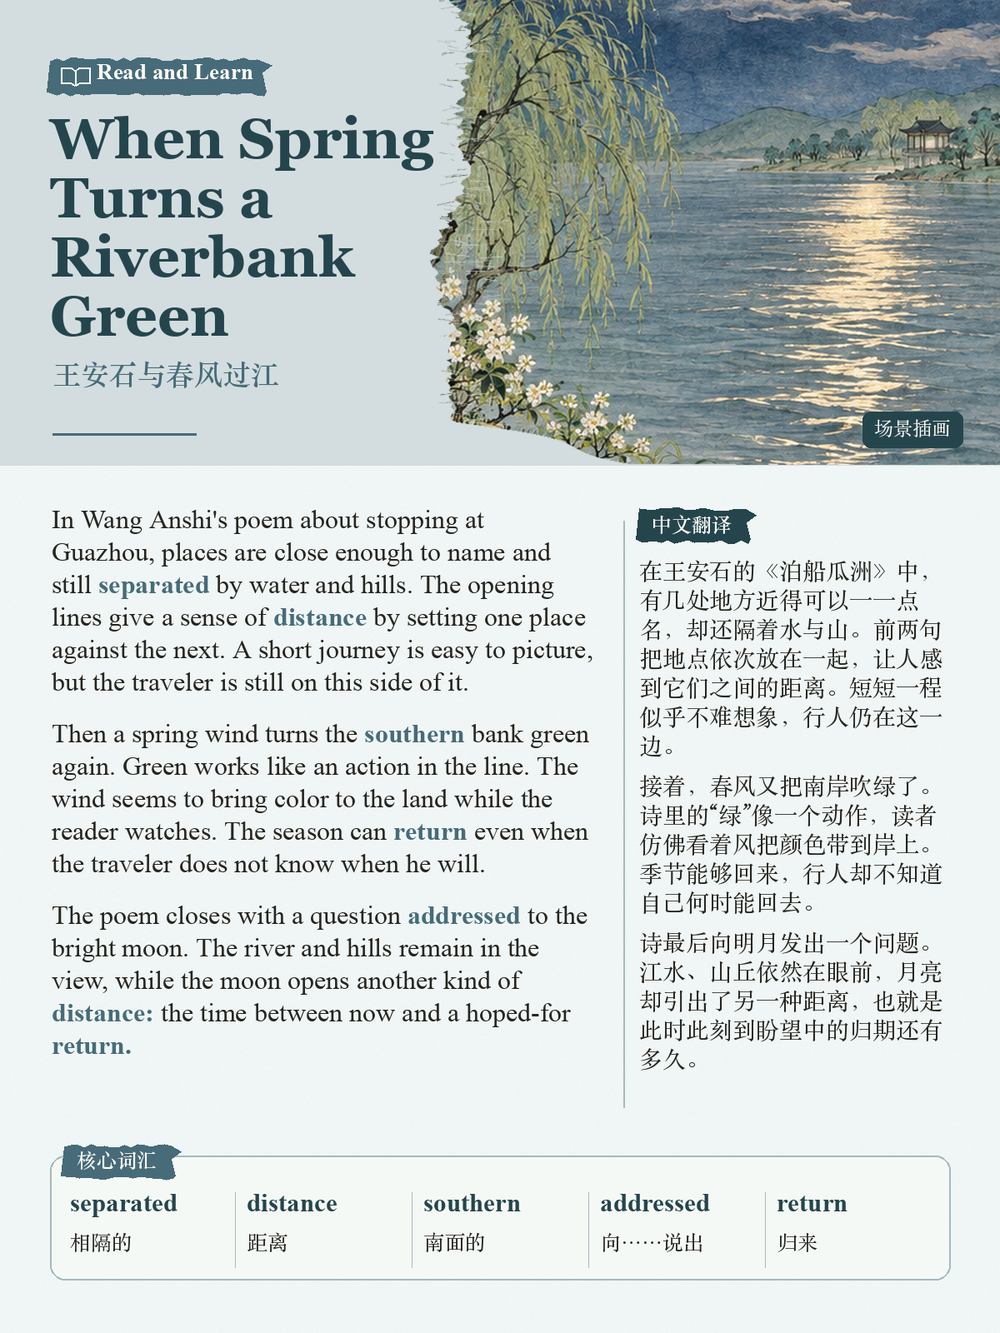 Read and Learn
When Spring
Turns a
Riverbank
Green
王安石与春风过江
场景插画
In Wang Anshi's poem about stopping at
Guazhou, places are close enough to name and
still separated by water and hills. The opening
lines give a sense of distance by setting one place
against the next. A short journey is easy to picture,
but the traveler is still on this side of it.
Then a spring wind turns the southern bank green
again. Green works like an action in the line. The
wind seems to bring color to the land while the
reader watches. The season can return even when
the traveler does not know when he will.
The poem closes with a question addressed to the
bright moon. The river and hills remain in the
view, while the moon opens another kind of
distance: the time between now and a hoped-for
return.
中文翻译
在王安石的《泊船瓜洲》中，
有几处地方近得可以一一点
名，却还隔着水与山。前两句
把地点依次放在一起，让人感
到它们之间的距离。短短一程
似乎不难想象，行人仍在这一
边。
接着，春风又把南岸吹绿了。
诗里的“绿”像一个动作，读者
仿佛看着风把颜色带到岸上。
季节能够回来，行人却不知道
自己何时能回去。
诗最后向明月发出一个问题。
江水、山丘依然在眼前，月亮
却引出了另一种距离，也就是
此时此刻到盼望中的归期还有
多久。
核心词汇
separated
相隔的
distance
距离
southern
南面的
addressed
向……说出
return
归来